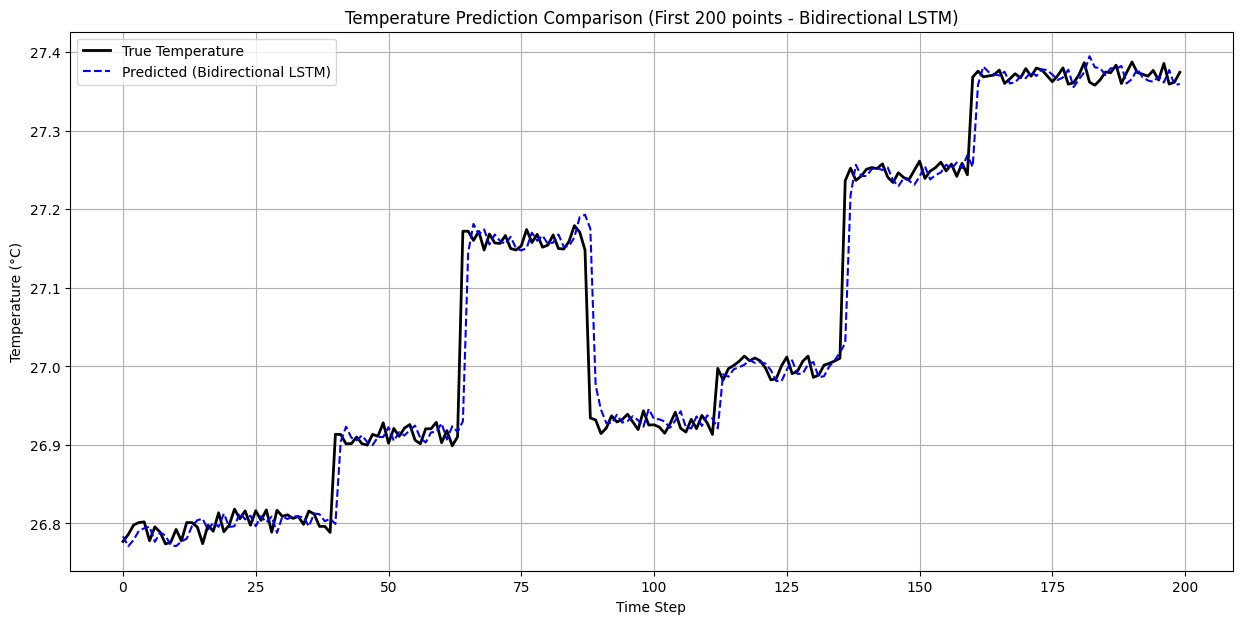 Temperature Prediction Comparison (First 200 points - Bidirectional LSTM)
True Temperature
Predicted (Bidirectional LSTM)
Temperature (°C)
27.4
27.3
27.2
27.1
27.0
26.9
26.8
0 25 50 75 100 125 150 175 200
Time Step